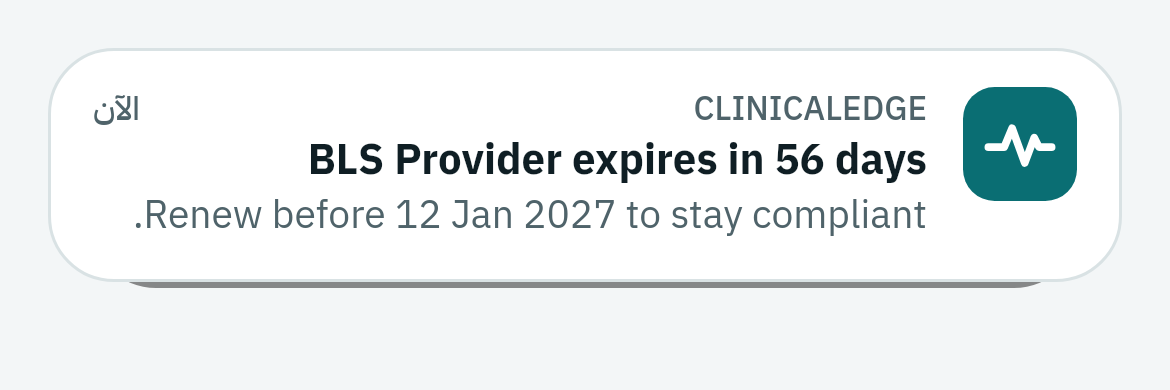 CLINICALEDGE
الآن
BLS Provider expires in 56 days
.Renew before 12 Jan 2027 to stay compliant